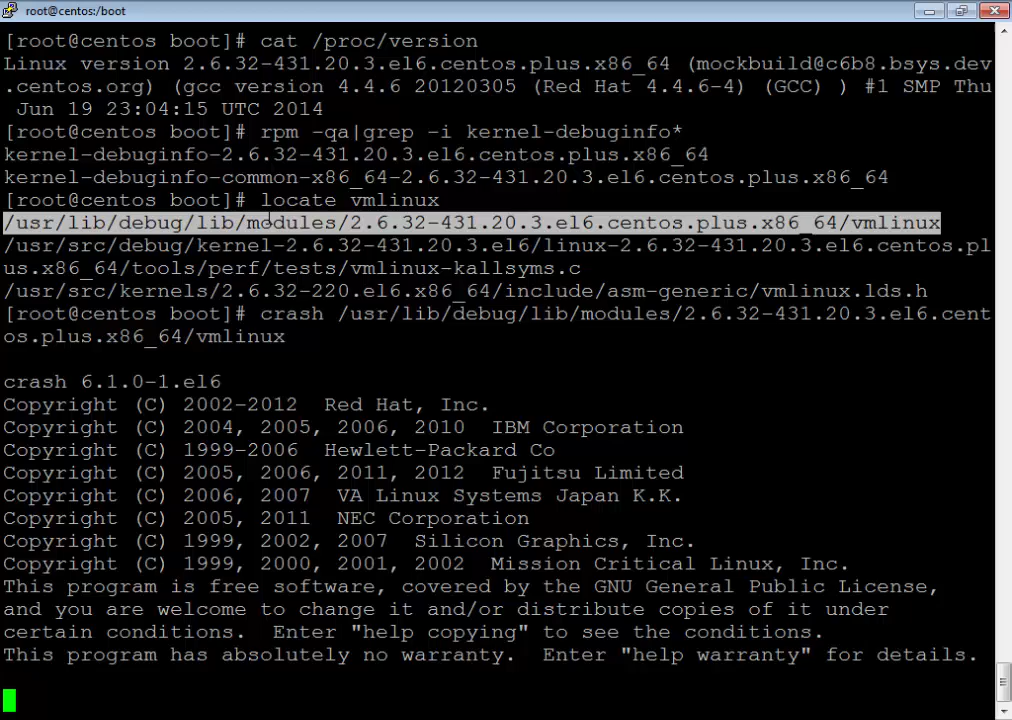 root@centos:/boot
[root@centos boot]# cat /proc/version
Linux version 2.6.32-431.20.3.el6.centos.plus.x86_64 (mockbuild@c6b8.bsys.dev
.centos.org) (gcc version 4.4.6 20120305 (Red Hat 4.4.6-4) (GCC) ) #1 SMP Thu
 Jun 19 23:04:15 UTC 2014
[root@centos boot]# rpm -qa|grep -i kernel-debuginfo*
kernel-debuginfo-2.6.32-431.20.3.el6.centos.plus.x86_64
kernel-debuginfo-common-x86_64-2.6.32-431.20.3.el6.centos.plus.x86_64
[root@centos boot]# locate vmlinux
/usr/lib/debug/lib/modules/2.6.32-431.20.3.el6.centos.plus.x86_64/vmlinux
/usr/src/debug/kernel-2.6.32-431.20.3.el6/linux-2.6.32-431.20.3.el6.centos.pl
us.x86_64/tools/perf/tests/vmlinux-kallsyms.c
/usr/src/kernels/2.6.32-220.el6.x86_64/include/asm-generic/vmlinux.lds.h
[root@centos boot]# crash /usr/lib/debug/lib/modules/2.6.32-431.20.3.el6.cent
os.plus.x86_64/vmlinux
crash 6.1.0-1.el6
Copyright (C) 2002-2012  Red Hat, Inc.
Copyright (C) 2004, 2005, 2006, 2010  IBM Corporation
Copyright (C) 1999-2006  Hewlett-Packard Co
Copyright (C) 2005, 2006, 2011, 2012  Fujitsu Limited
Copyright (C) 2006, 2007  VA Linux Systems Japan K.K.
Copyright (C) 2005, 2011  NEC Corporation
Copyright (C) 1999, 2002, 2007  Silicon Graphics, Inc.
Copyright (C) 1999, 2000, 2001, 2002  Mission Critical Linux, Inc.
This program is free software, covered by the GNU General Public License,
and you are welcome to change it and/or distribute copies of it under
certain conditions.  Enter "help copying" to see the conditions.
This program has absolutely no warranty.  Enter "help warranty" for details.